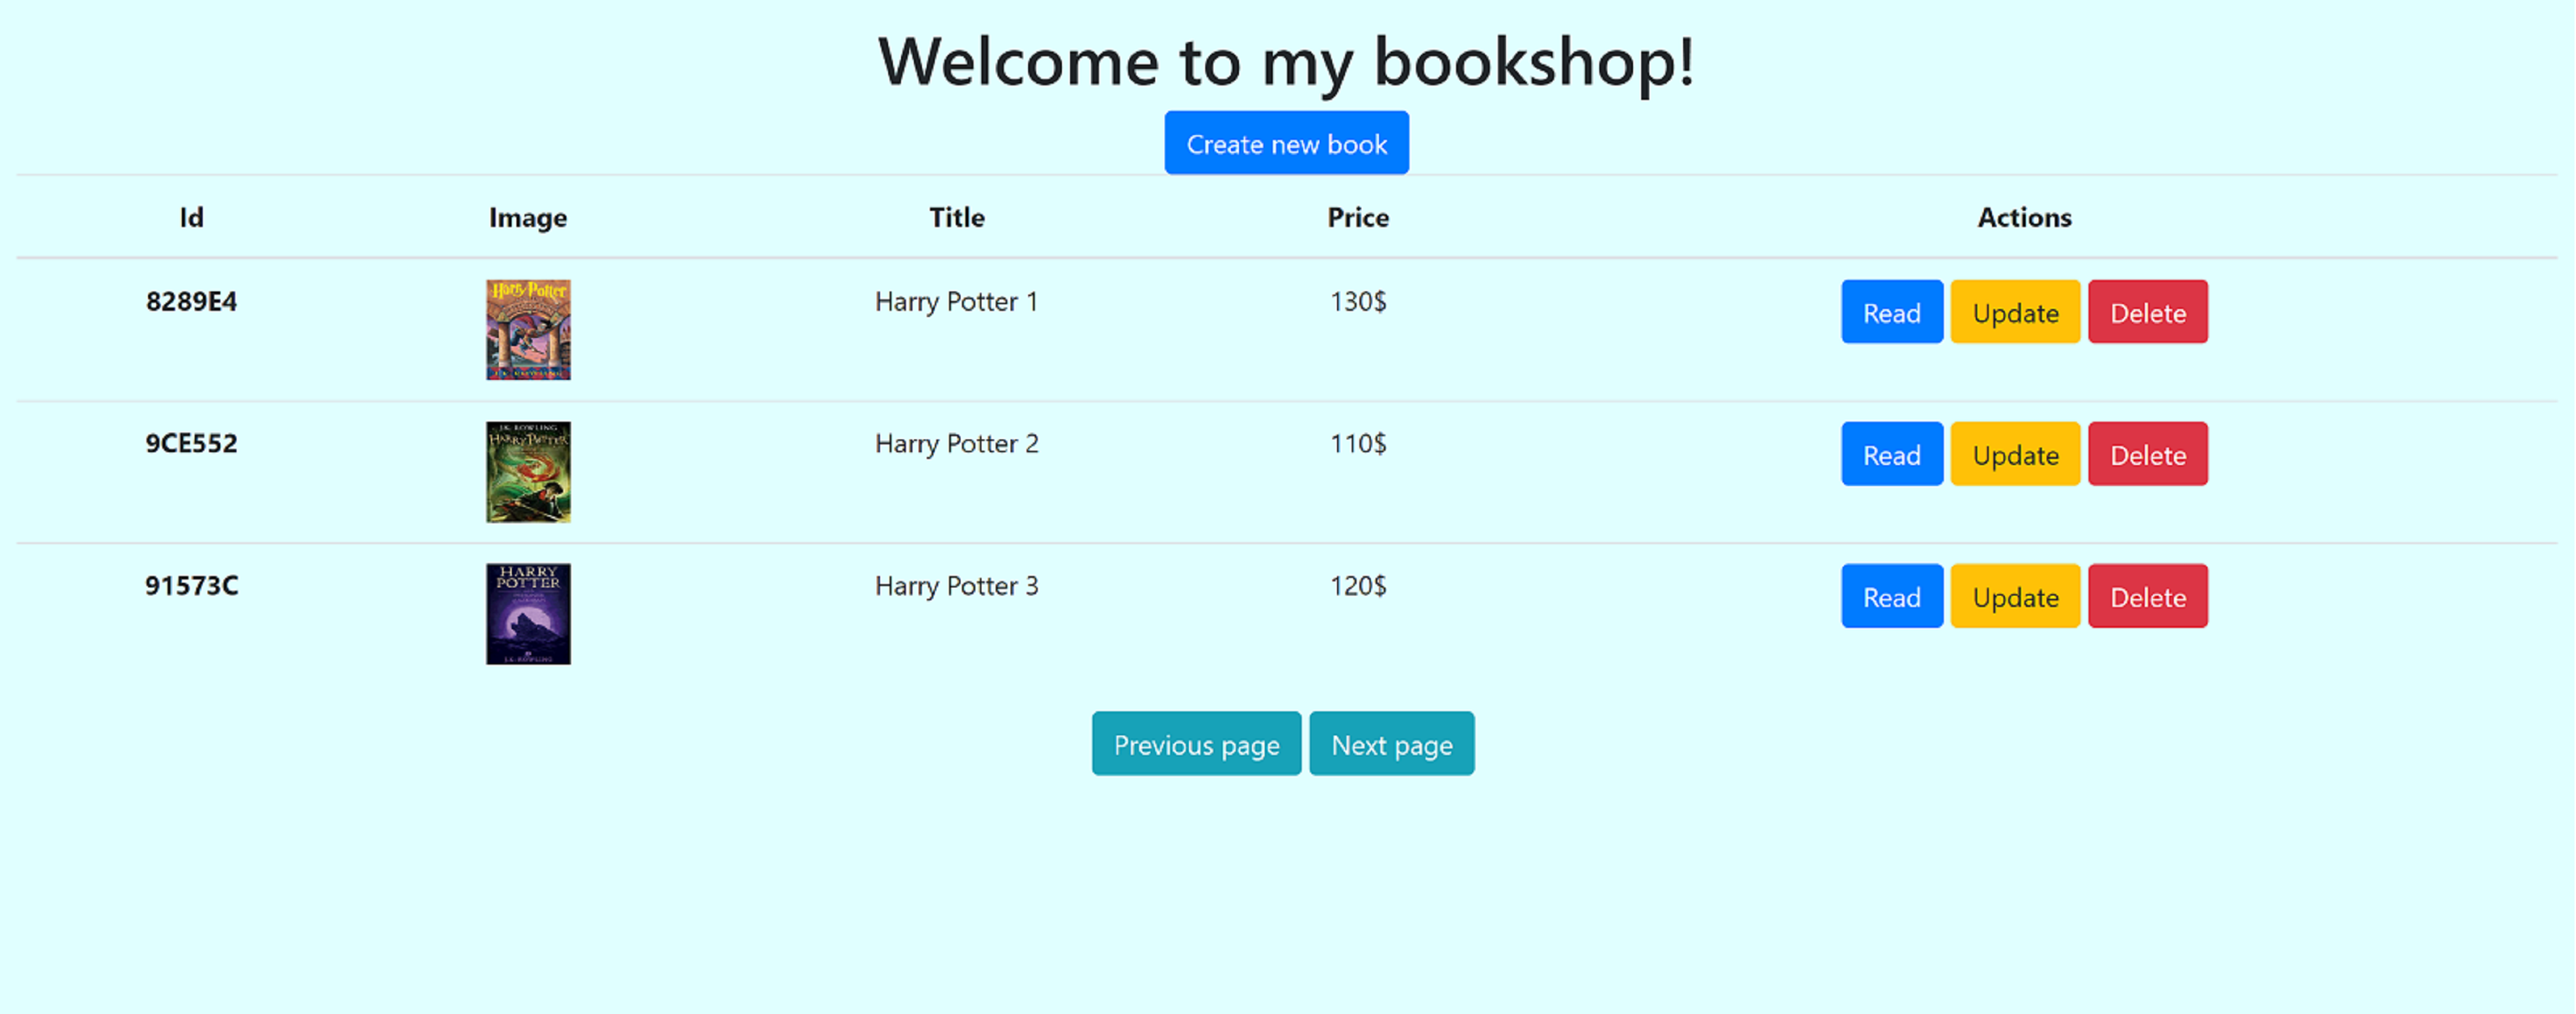 Welcome to my bookshop!
Create new book
Id Image Title Price Actions
8289E4 Harry Potter Harry Potter 1 130$ Read Update Delete
J.K. ROWLING
9CE552 J.K. ROWLING Harry Potter 2 110$ Read Update Delete
HARRY POTTER
91573C HARRY POTTER Harry Potter 3 120$ Read Update Delete
J.K. ROWLING
Previous page Next page